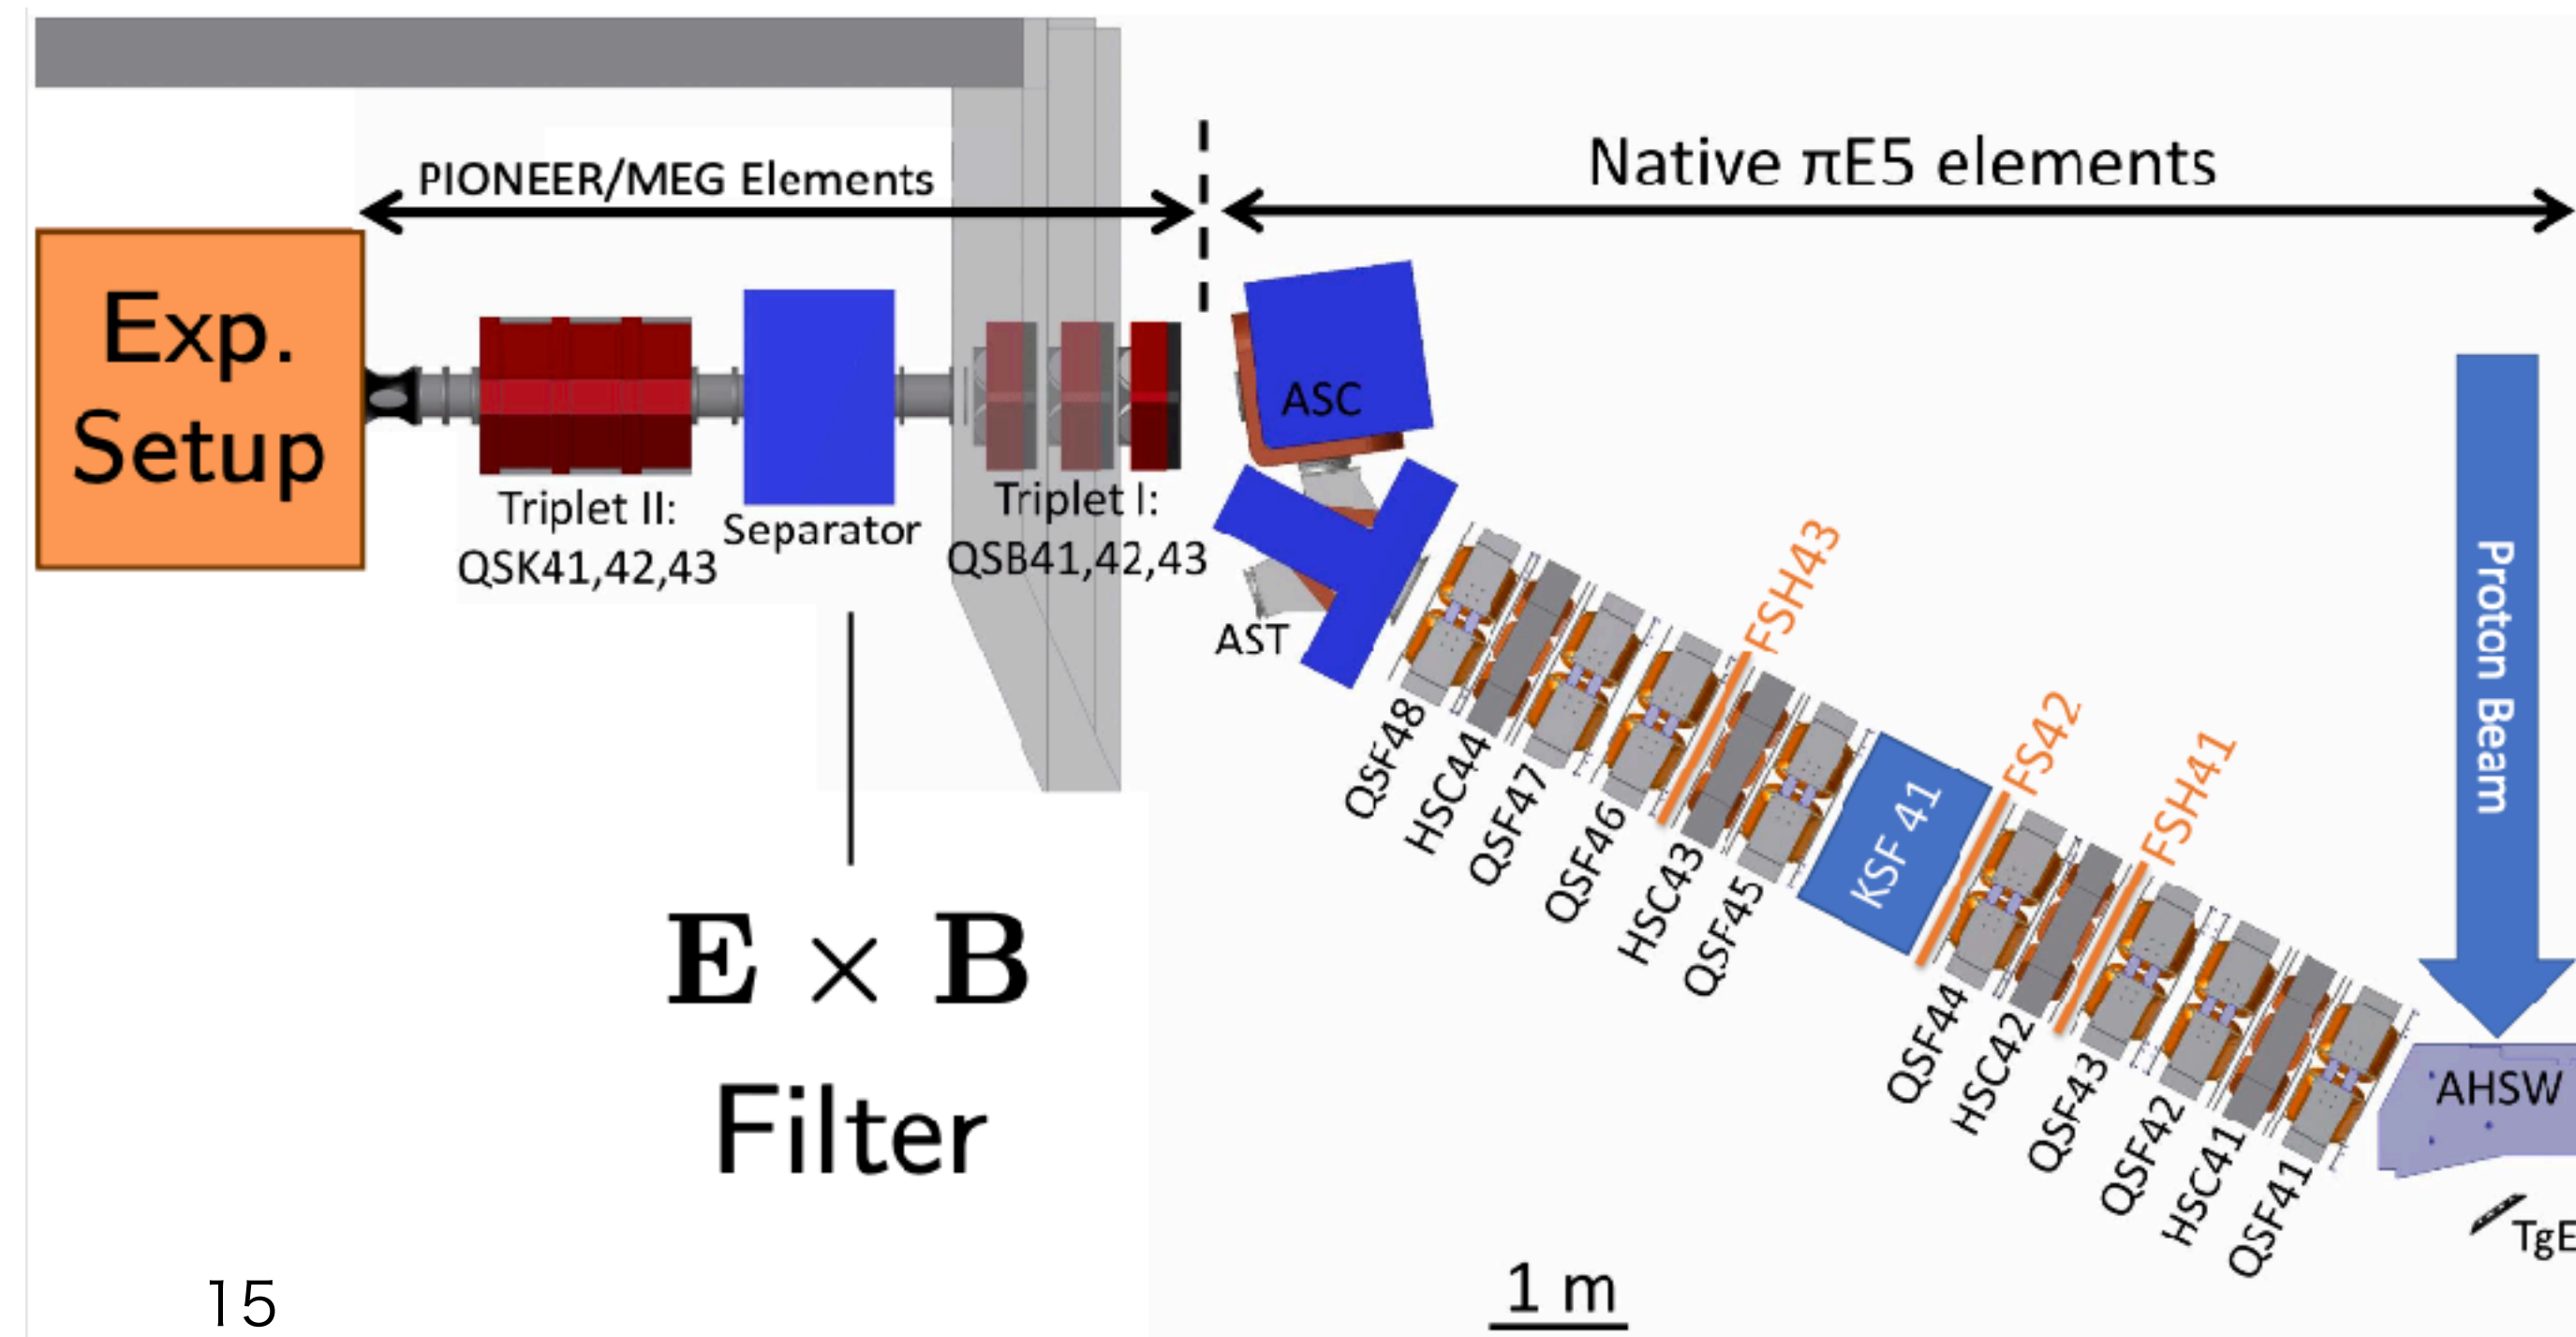 PIONEER/MEG Elements
Native πE5 elements
Exp.
Setup
Triplet II:
QSK41,42,43
Separator
Triplet I:
QSB41,42,43
ASC
AST
QSF48
HSC44
QSF47
QSF46
FSH43
HSC43
QSF45
KSF 41
FS42
QSF44
HSC42
FSH41
QSF43
QSF42
HSC41
QSF41
Proton Beam
AHSW
TgE
E × B
Filter
1 m
15